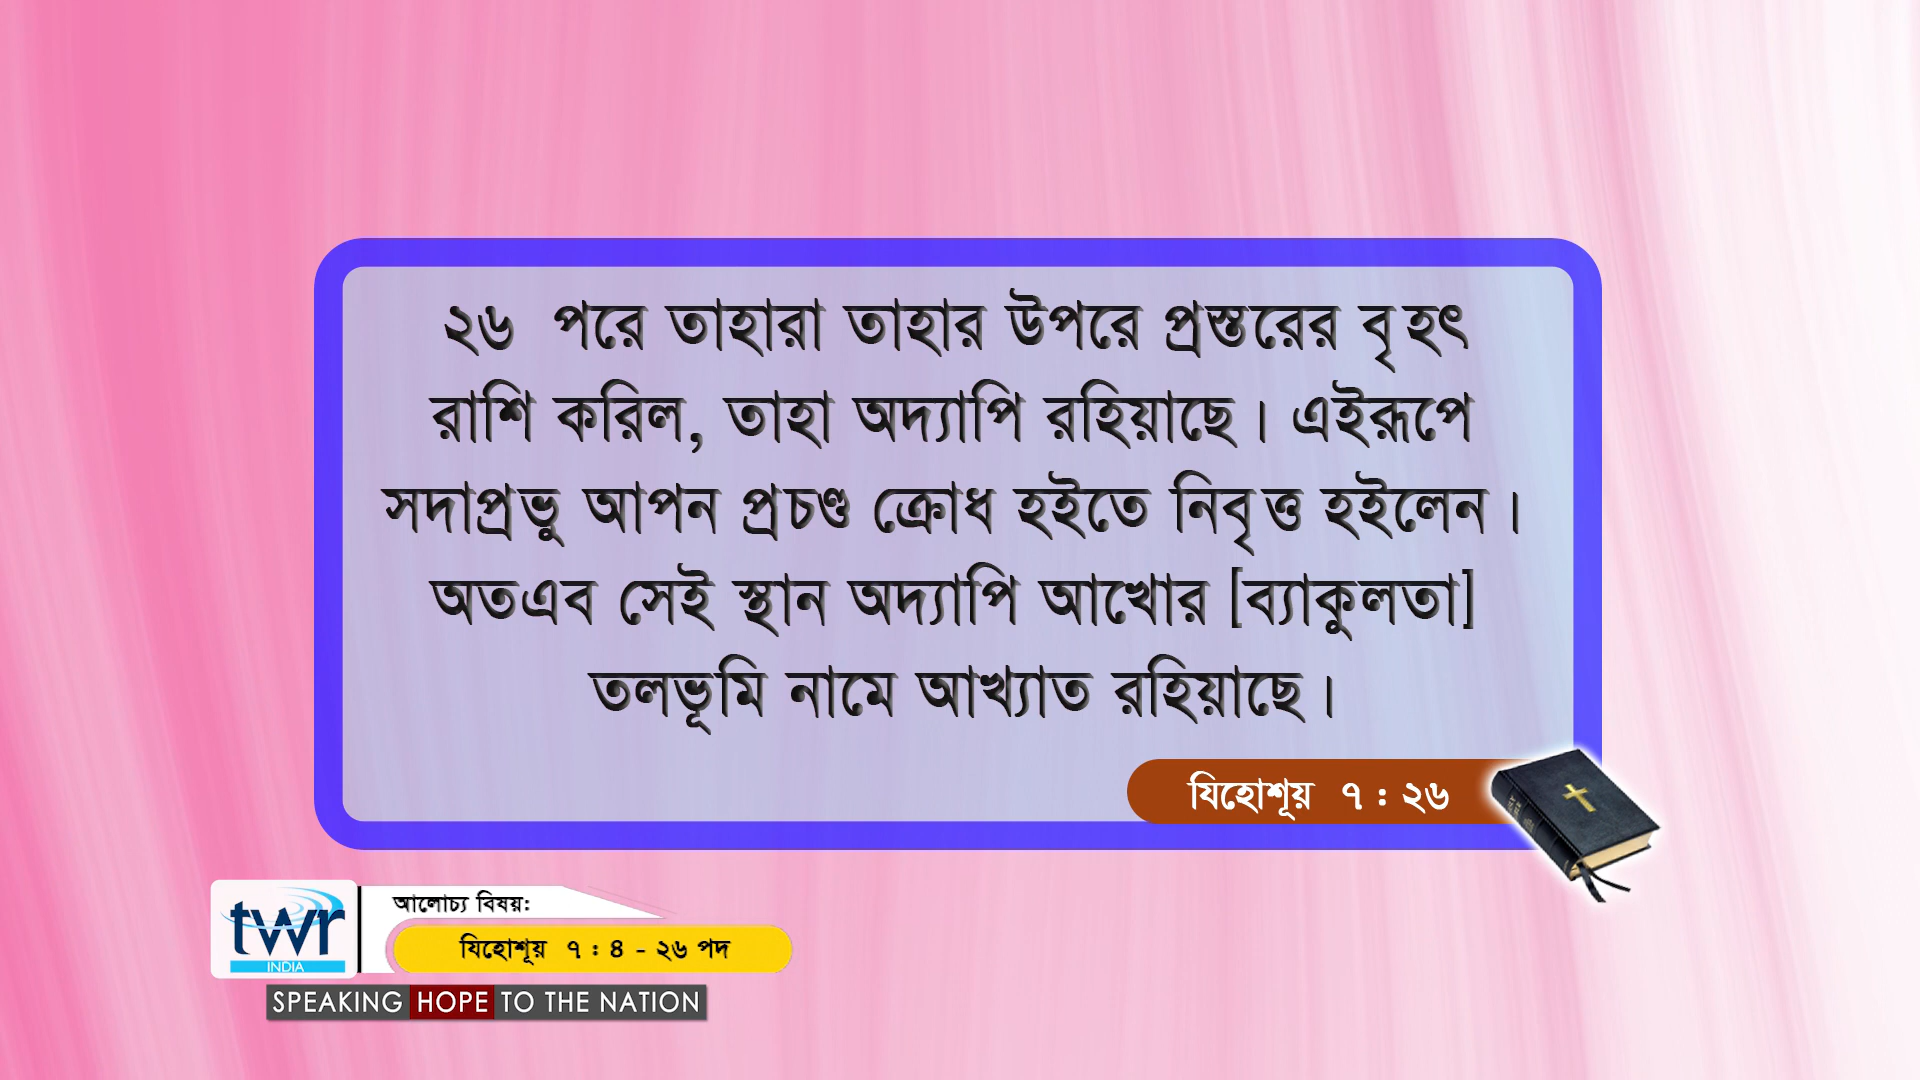 ২৬ পরে তাহারা তাহার উপরে প্রস্তরের বৃহৎ
রাশি করিল, তাহা অদ্যাপি রহিয়াছে। এইরূপে
সদাপ্রভু আপন প্রচণ্ড ক্রোধ হইতে নিবৃত্ত হইলেন।
অতএব সেই স্থান অদ্যাপি আখোর [ব্যাকুলতা]
তলভূমি নামে আখ্যাত রহিয়াছে।
যিহোশূয় ৭ : ২৬
twr
INDIA
আলোচ্য বিষয়:
যিহোশূয় ৭ : ৪ - ২৬ পদ
SPEAKING HOPE TO THE NATION